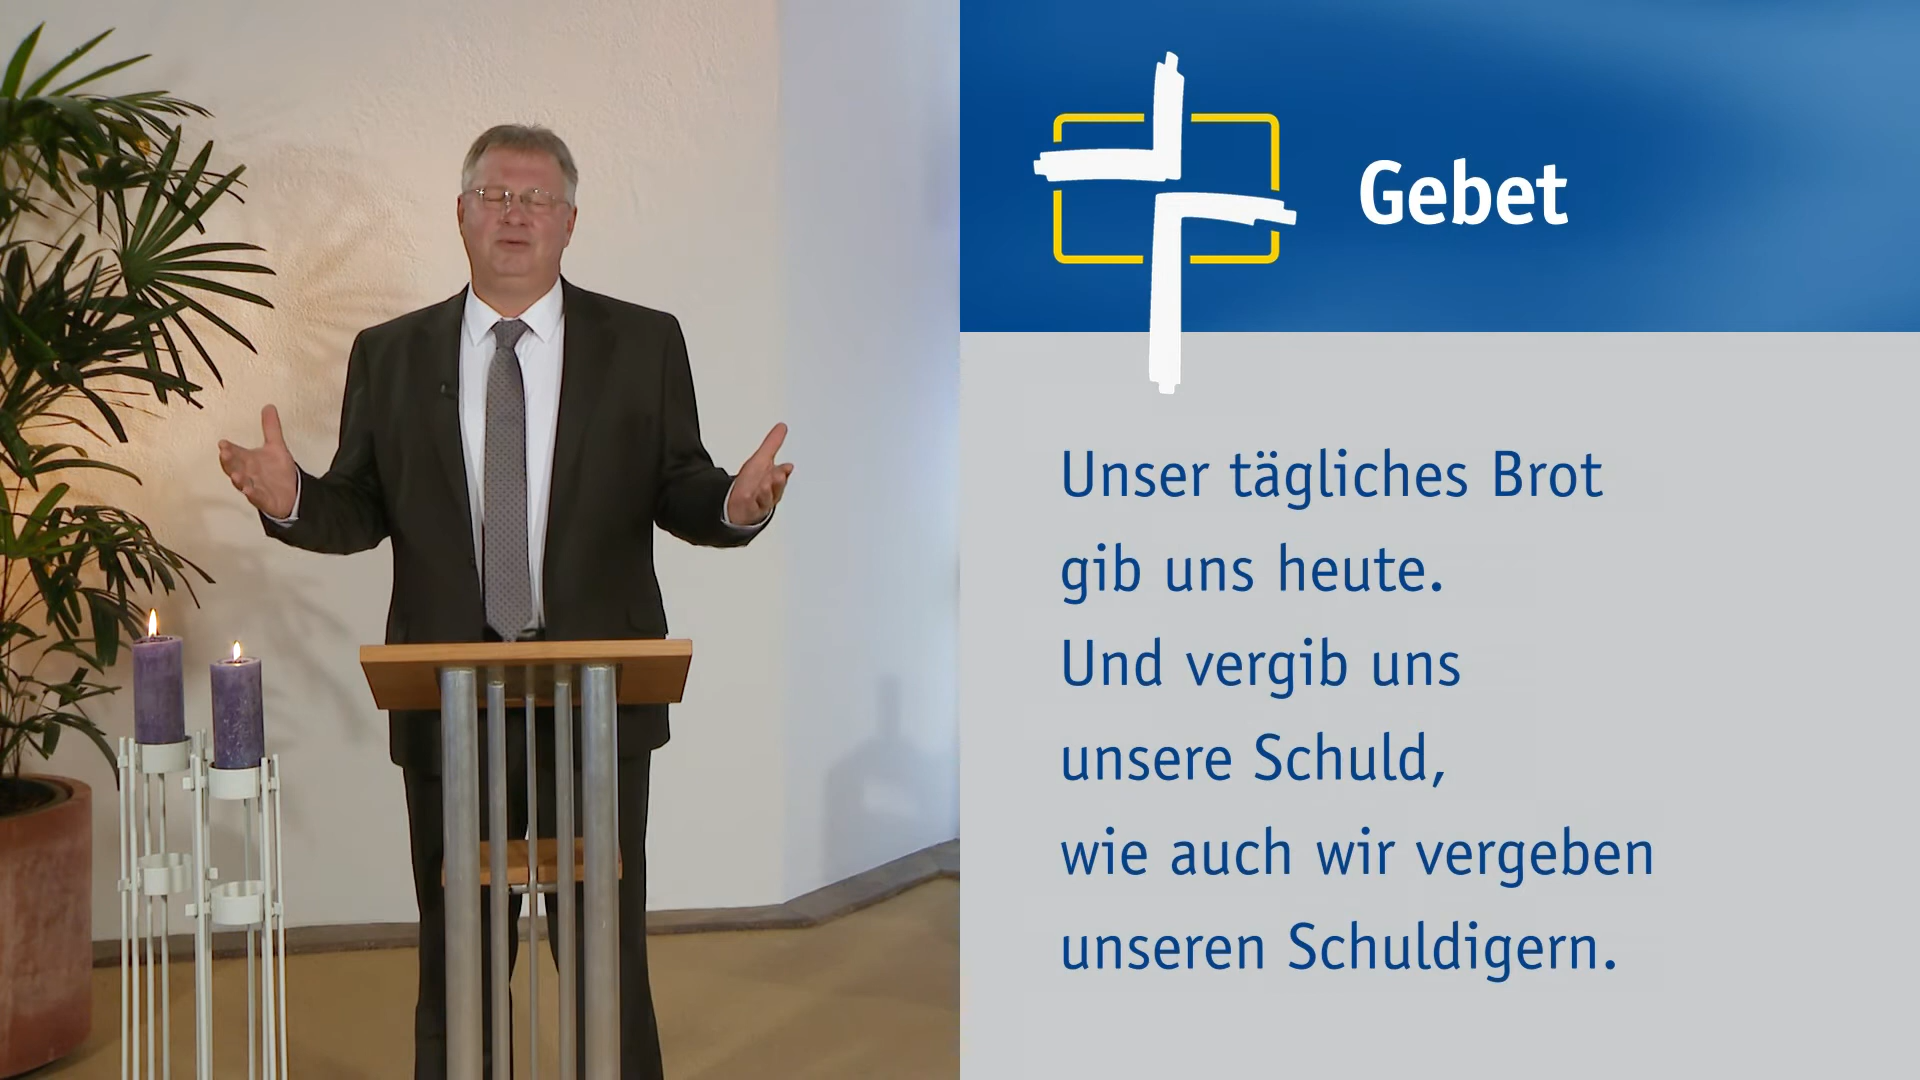 Gebet
Unser tägliches Brot
gib uns heute.
Und vergib uns
unsere Schuld,
wie auch wir vergeben
unseren Schuldigern.